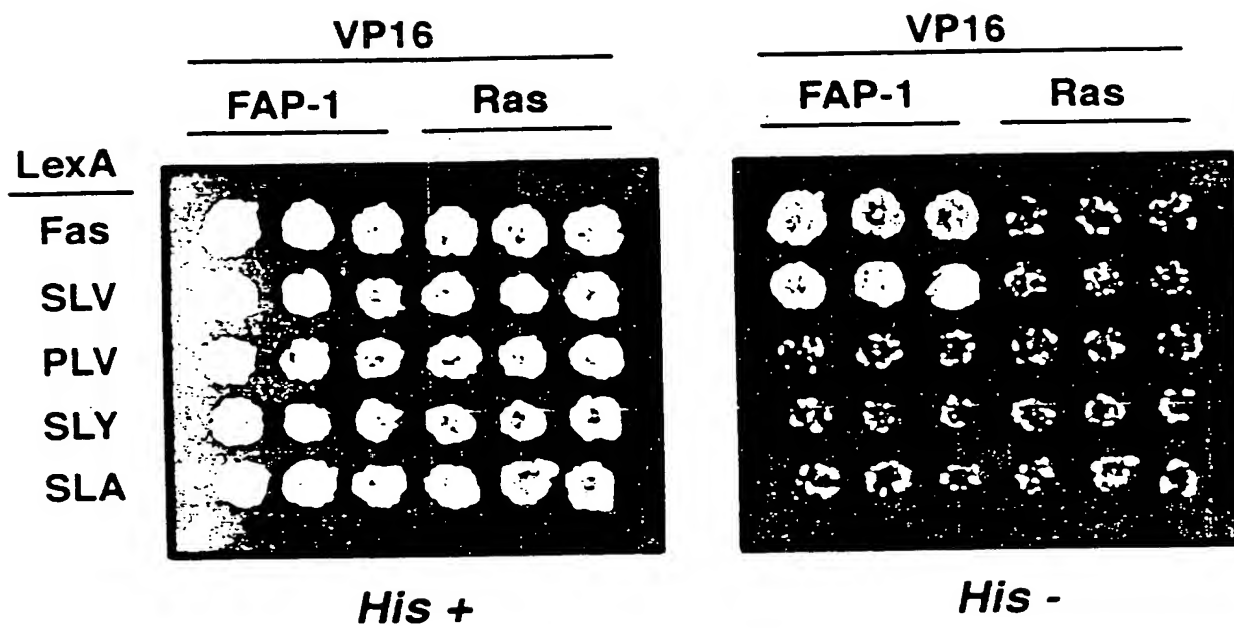 VP16 VP16
FAP-1 Ras FAP-1 Ras
LexA
Fas
SLV
PLV
SLY
SLA
His + His -